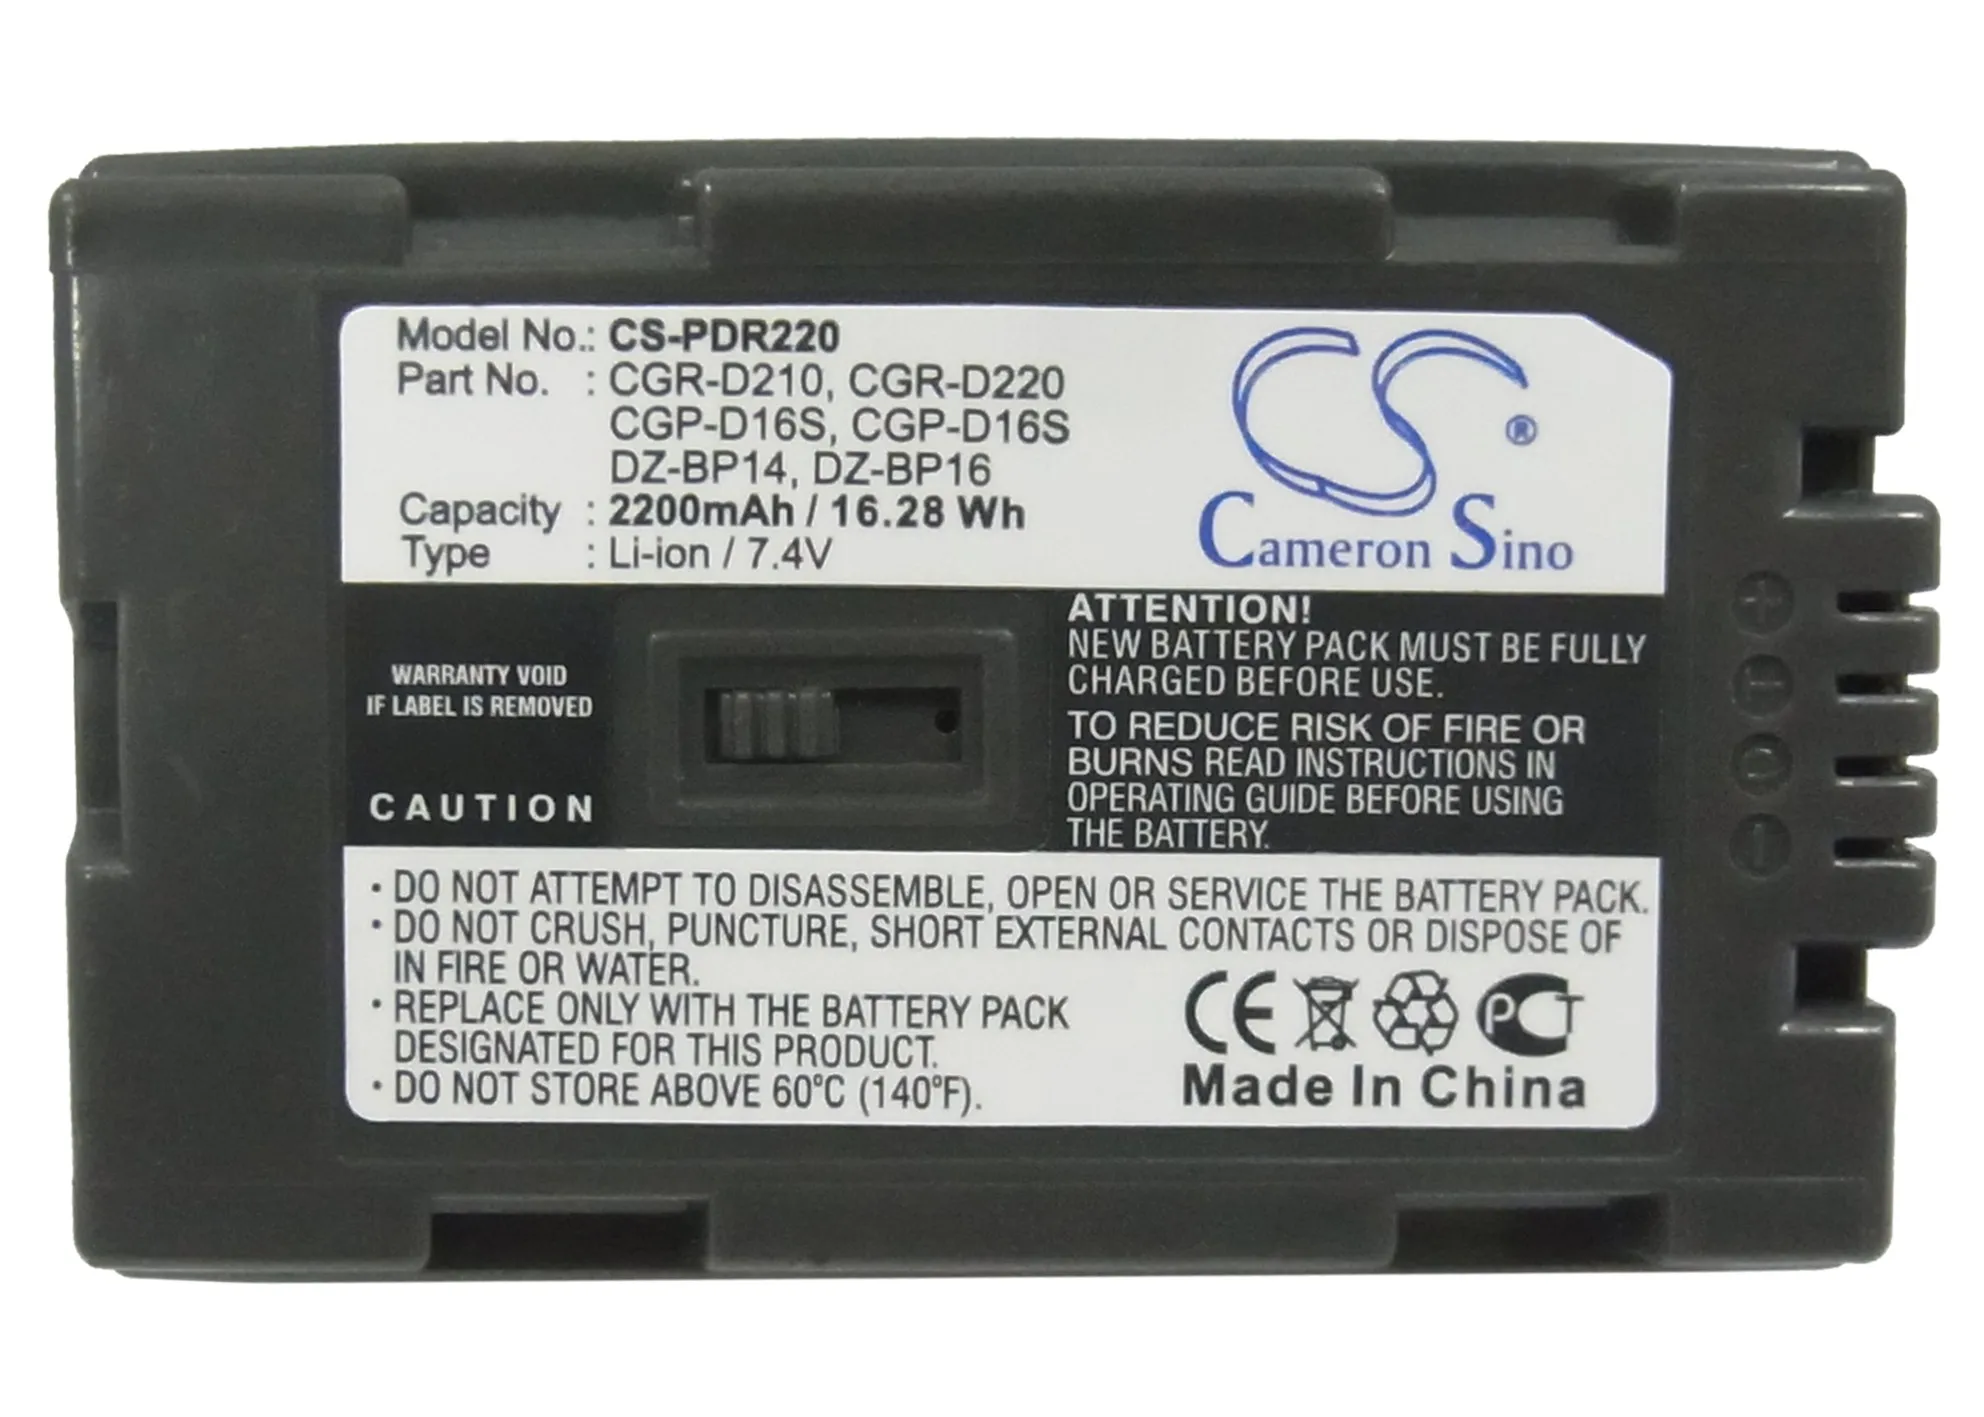 Model No.: CS-PDR220
Part No. : CGR-D210, CGR-D220
CGP-D16S, CGP-D16S
DZ-BP14, DZ-BP16
Capacity : 2200mAh / 16.28 Wh
Type : Li-ion / 7.4V
CS ®
Cameron Sino
WARRANTY VOID
IF LABEL IS REMOVED
CAUTION
ATTENTION!
NEW BATTERY PACK MUST BE FULLY
CHARGED BEFORE USE.
TO REDUCE RISK OF FIRE OR
BURNS READ INSTRUCTIONS IN
OPERATING GUIDE BEFORE USING
THE BATTERY.
+
T
D
-
• DO NOT ATTEMPT TO DISASSEMBLE, OPEN OR SERVICE THE BATTERY PACK.
• DO NOT CRUSH, PUNCTURE, SHORT EXTERNAL CONTACTS OR DISPOSE OF
IN FIRE OR WATER.
• REPLACE ONLY WITH THE BATTERY PACK
DESIGNATED FOR THIS PRODUCT.
• DO NOT STORE ABOVE 60°C (140°F).
CE PCT
Made In China